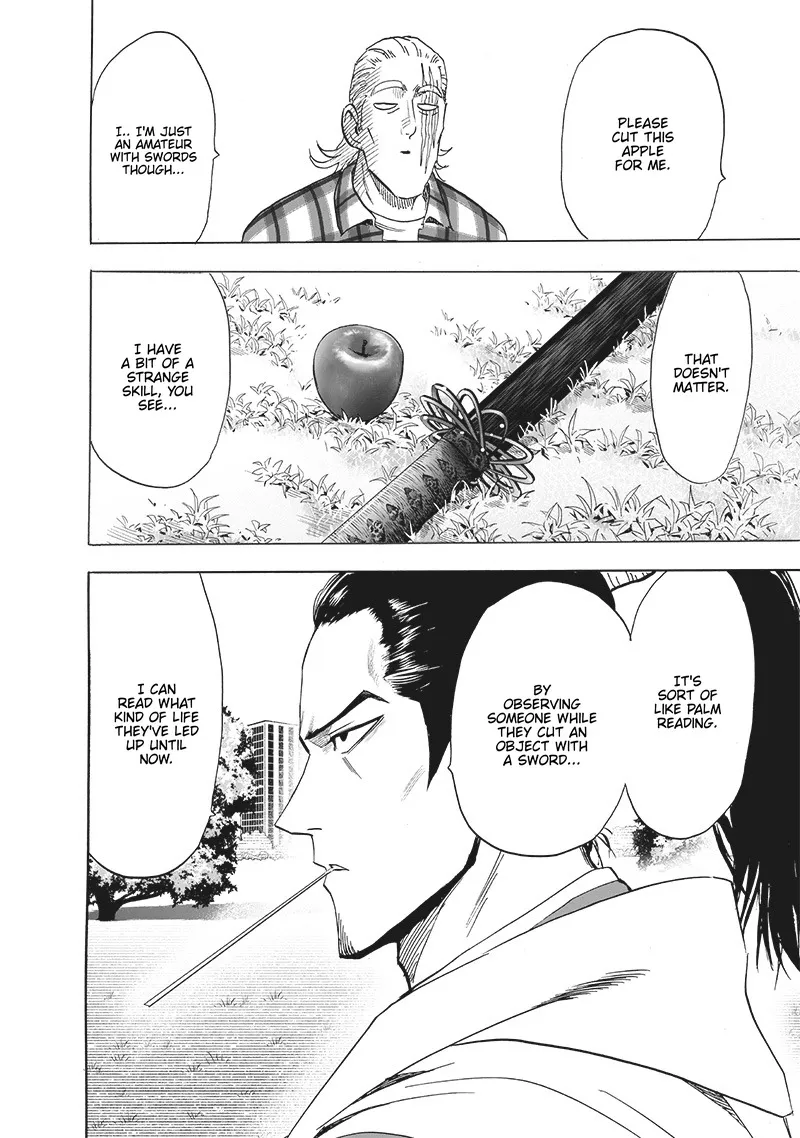 PLEASE
CUT THIS
APPLE
FOR ME.
I.. I'M JUST
AN AMATEUR
WITH SWORDS
THOUGH...
THAT
DOESN'T
MATTER.
I HAVE
A BIT OF A
STRANGE
SKILL, YOU
SEE...
IT'S
SORT OF
LIKE PALM
READING.
BY
OBSERVING
SOMEONE WHILE
THEY CUT AN
OBJECT WITH
A SWORD...
I CAN
READ WHAT
KIND OF LIFE
THEY'VE LED
UP UNTIL
NOW.